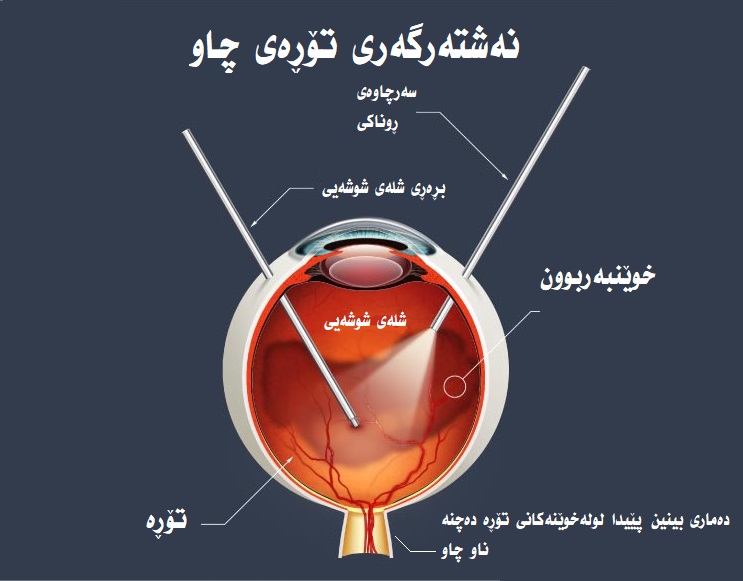 نەشتەرگەری تۆڕەی چاو
سەرچاوەی
ڕوناکی
بڕەڕی شلەی شوشەیی
خوێنبەربوون
شلەی شوشەیی
تۆڕە
دەماری بینین پێیدا لولەخوێنەکانی تۆڕە دەچنە
ناو چاو